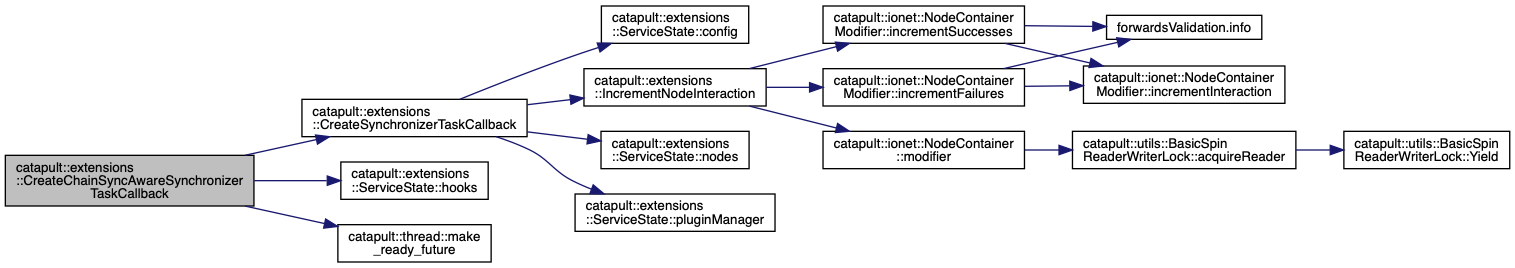 catapult::extensions
::CreateChainSyncAwareSynchronizer
TaskCallback
catapult::extensions
::CreateSynchronizerTaskCallback
catapult::extensions
::ServiceState::hooks
catapult::thread::make
_ready_future
catapult::extensions
::ServiceState::config
catapult::extensions
::IncrementNodeInteraction
catapult::extensions
::ServiceState::nodes
catapult::extensions
::ServiceState::pluginManager
catapult::ionet::NodeContainer
Modifier::incrementSuccesses
catapult::ionet::NodeContainer
Modifier::incrementFailures
catapult::ionet::NodeContainer
::modifier
forwardsValidation.info
catapult::ionet::NodeContainer
Modifier::incrementInteraction
catapult::utils::BasicSpin
ReaderWriterLock::acquireReader
catapult::utils::BasicSpin
ReaderWriterLock::Yield